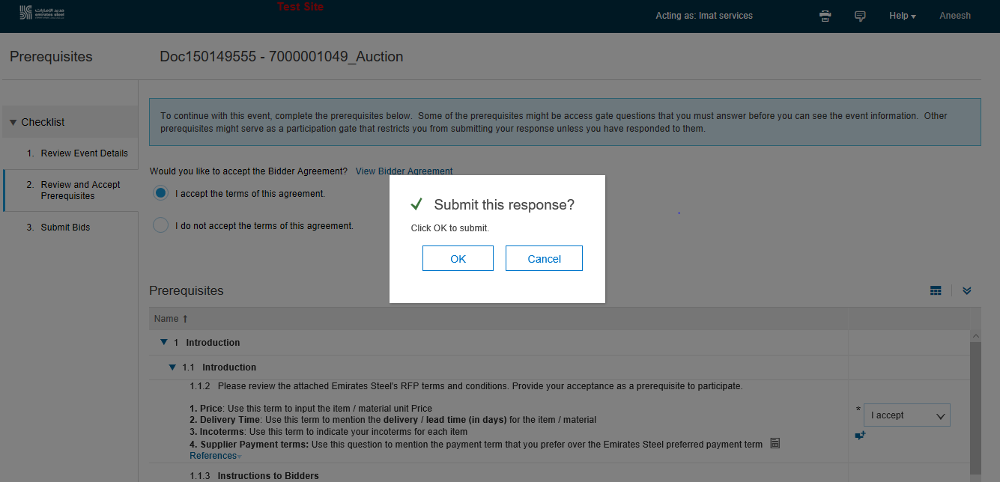 حديد الإمارات
emirates steel
Test Site
Acting as: Imat services
Help
Aneesh
Prerequisites
Doc150149555 - 7000001049_Auction
Checklist
1. Review Event Details
2. Review and Accept
Prerequisites
3. Submit Bids
To continue with this event, complete the prerequisites below. Some of the prerequisites might be access gate questions that you must answer before you can see the event information. Other
prerequisites might serve as a participation gate that restricts you from submitting your response unless you have responded to them.
Would you like to accept the Bidder Agreement? View Bidder Agreement
I accept the terms of this agreement.
I do not accept the terms of this agreement.
Submit this response?
Click OK to submit.
OK Cancel
Prerequisites
Name ↑
1 Introduction
1.1 Introduction
1.1.2 Please review the attached Emirates Steel's RFP terms and conditions. Provide your acceptance as a prerequisite to participate.
1. Price: Use this term to input the item / material unit Price
2. Delivery Time: Use this term to mention the delivery / lead time (in days) for the item / material
3. Incoterms: Use this term to indicate your incoterms for each item
4. Supplier Payment terms: Use this question to mention the payment term that you prefer over the Emirates Steel preferred payment term
References
* I accept
1.1.3 Instructions to Bidders